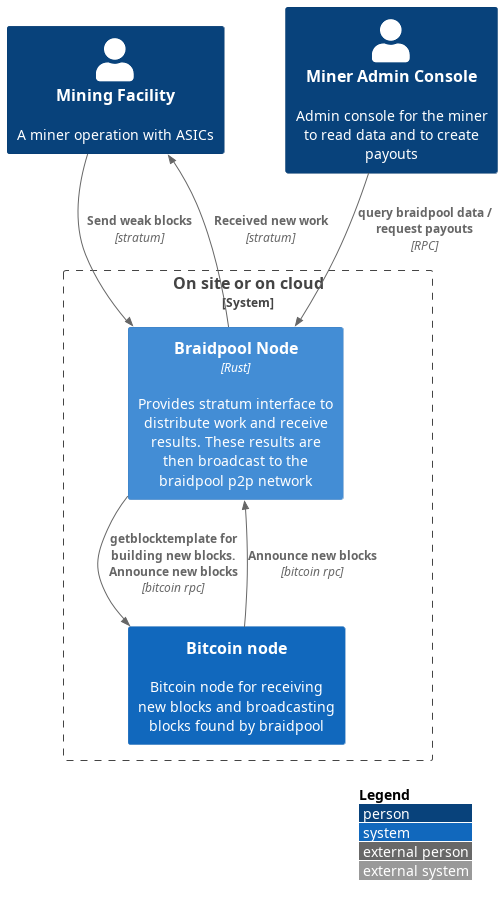 Mining Facility
A miner operation with ASICs
Miner Admin Console
Admin console for the miner
to read data and to create
payouts
Send weak blocks
[stratum]
Received new work
[stratum]
query braidpool data /
request payouts
[RPC]
On site or on cloud
[System]
Braidpool Node
[Rust]
Provides stratum interface to
distribute work and receive
results. These results are
then broadcast to the
braidpool p2p network
getblocktemplate for
building new blocks.
Announce new blocks
[bitcoin rpc]
Announce new blocks
[bitcoin rpc]
Bitcoin node
Bitcoin node for receiving
new blocks and broadcasting
blocks found by braidpool
Legend
person
system
external person
external system